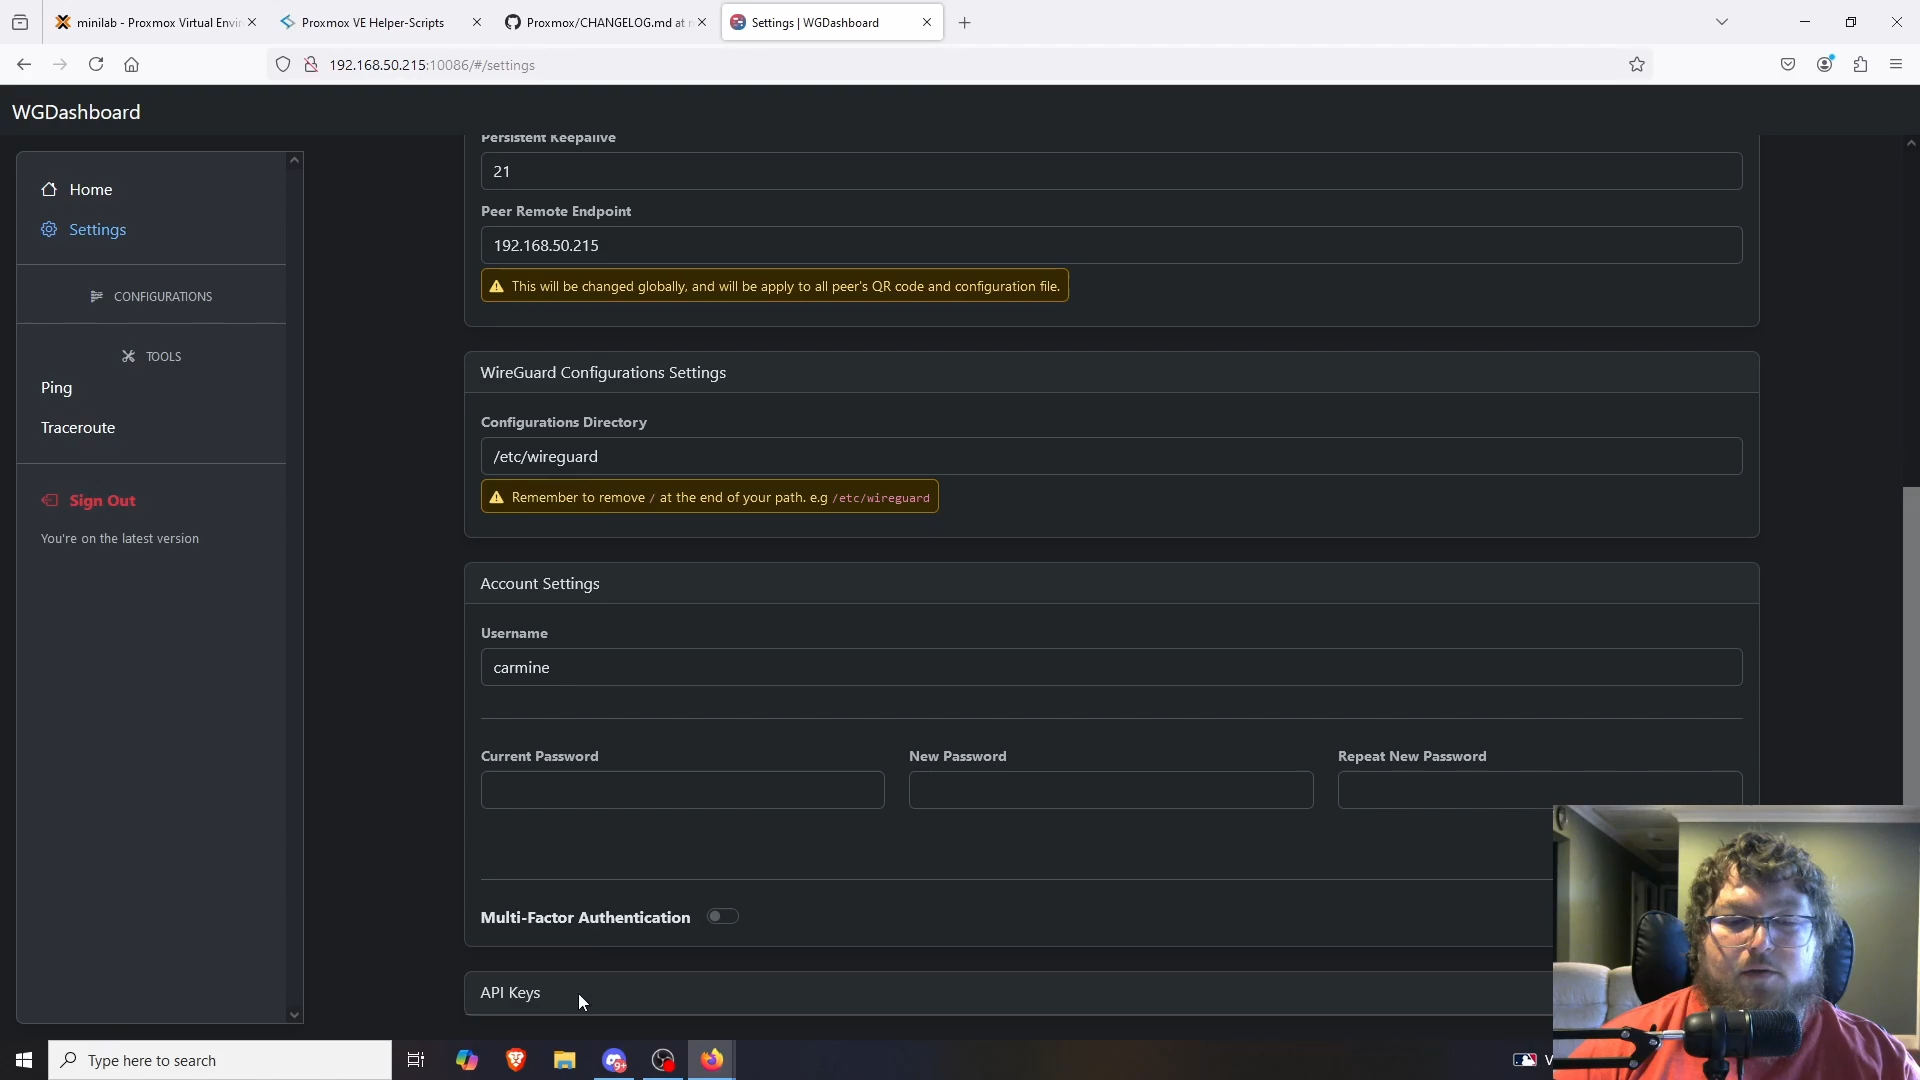 minilab - Proxmox Virtual Envi
Proxmox VE Helper-Scripts
Proxmox/CHANGELOG.md at
Settings | WGDashboard
192.168.50.215:10086/#/settings
WGDashboard
Home
Settings
CONFIGURATIONS
TOOLS
Ping
Traceroute
Sign Out
You're on the latest version
Persistent Keepalive
21
Peer Remote Endpoint
192.168.50.215
This will be changed globally, and will be apply to all peer's QR code and configuration file.
WireGuard Configurations Settings
Configurations Directory
/etc/wireguard
Remember to remove / at the end of your path. e.g /etc/wireguard
Account Settings
Username
carmine
Current Password
New Password
Repeat New Password
Multi-Factor Authentication
API Keys
Type here to search